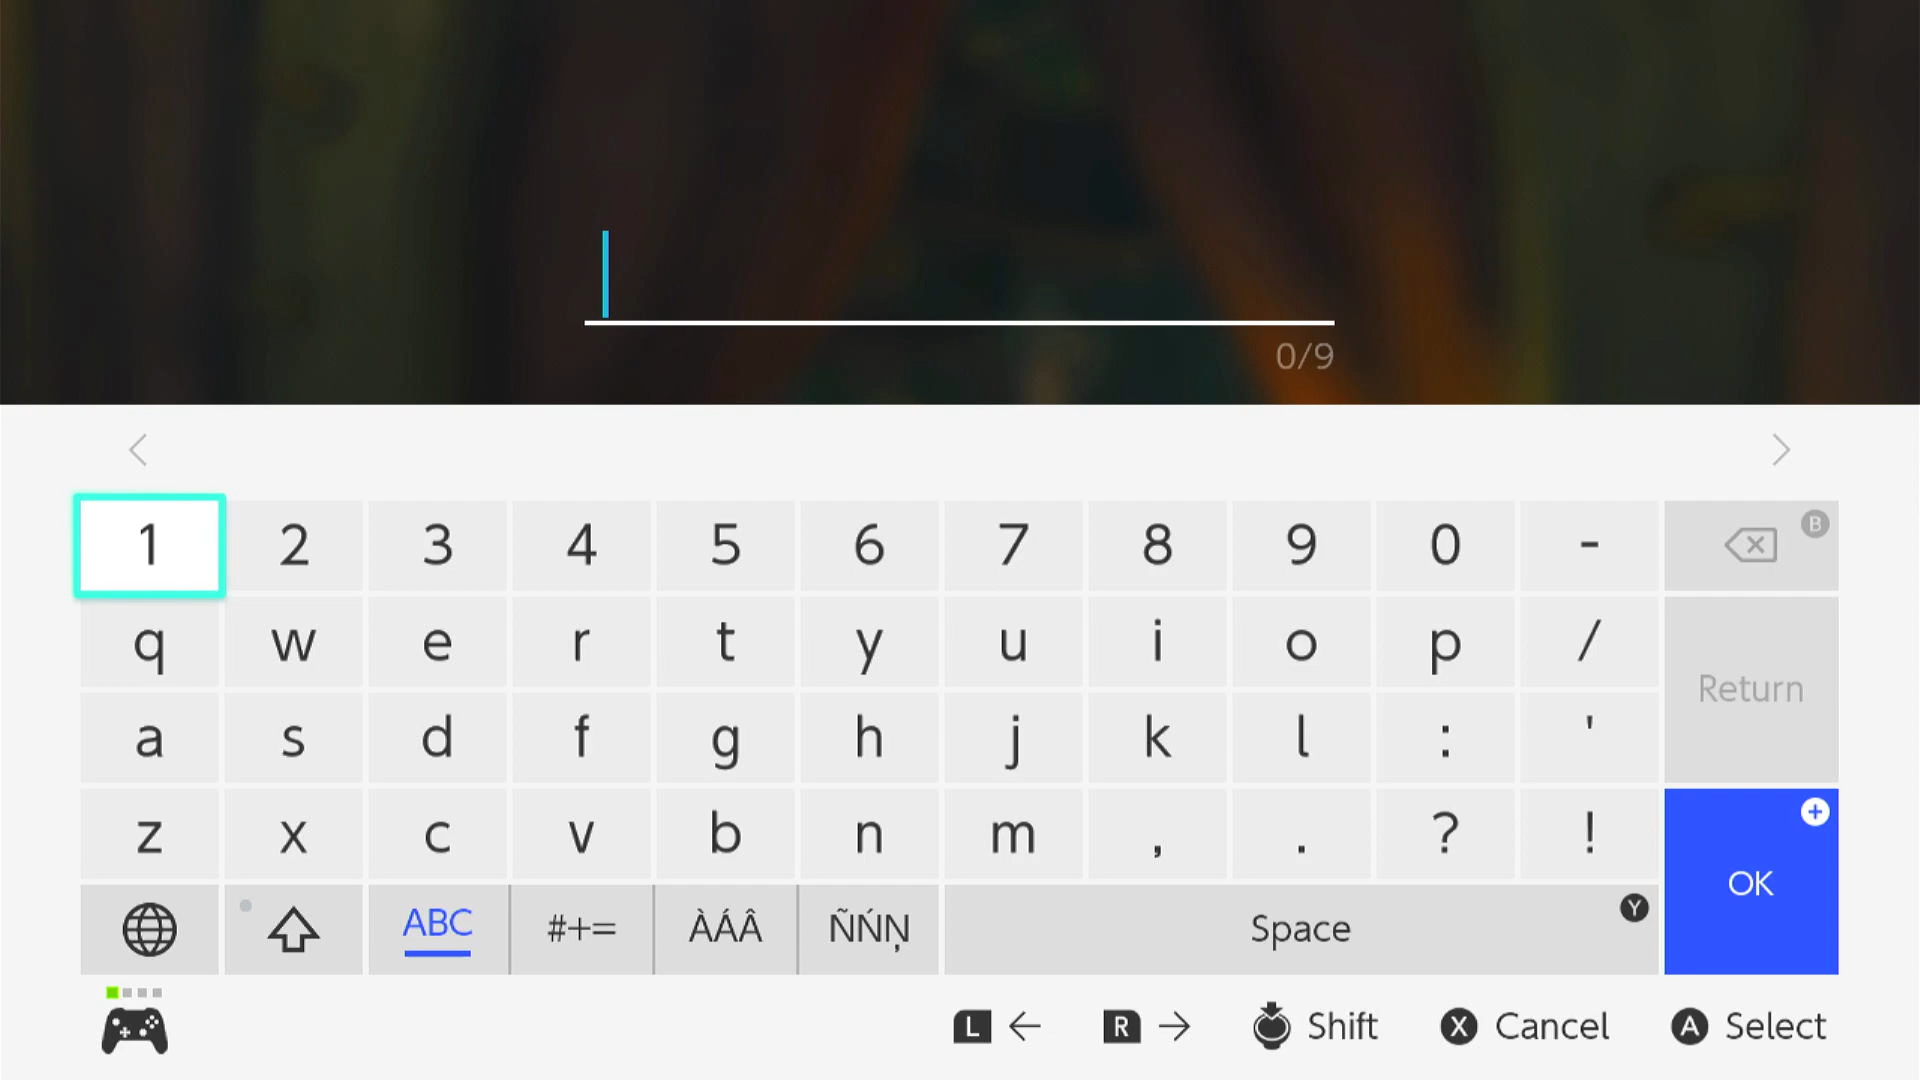 0/9
1 2 3 4 5 6 7 8 9 0 - B
q w e r t y u i o p / Return
a s d f g h j k l : '
z x c v b n m , . ? ! + OK
ABC #+= ÀÁÂ ÑŃŅ Space Y
L ← R → Shift X Cancel A Select